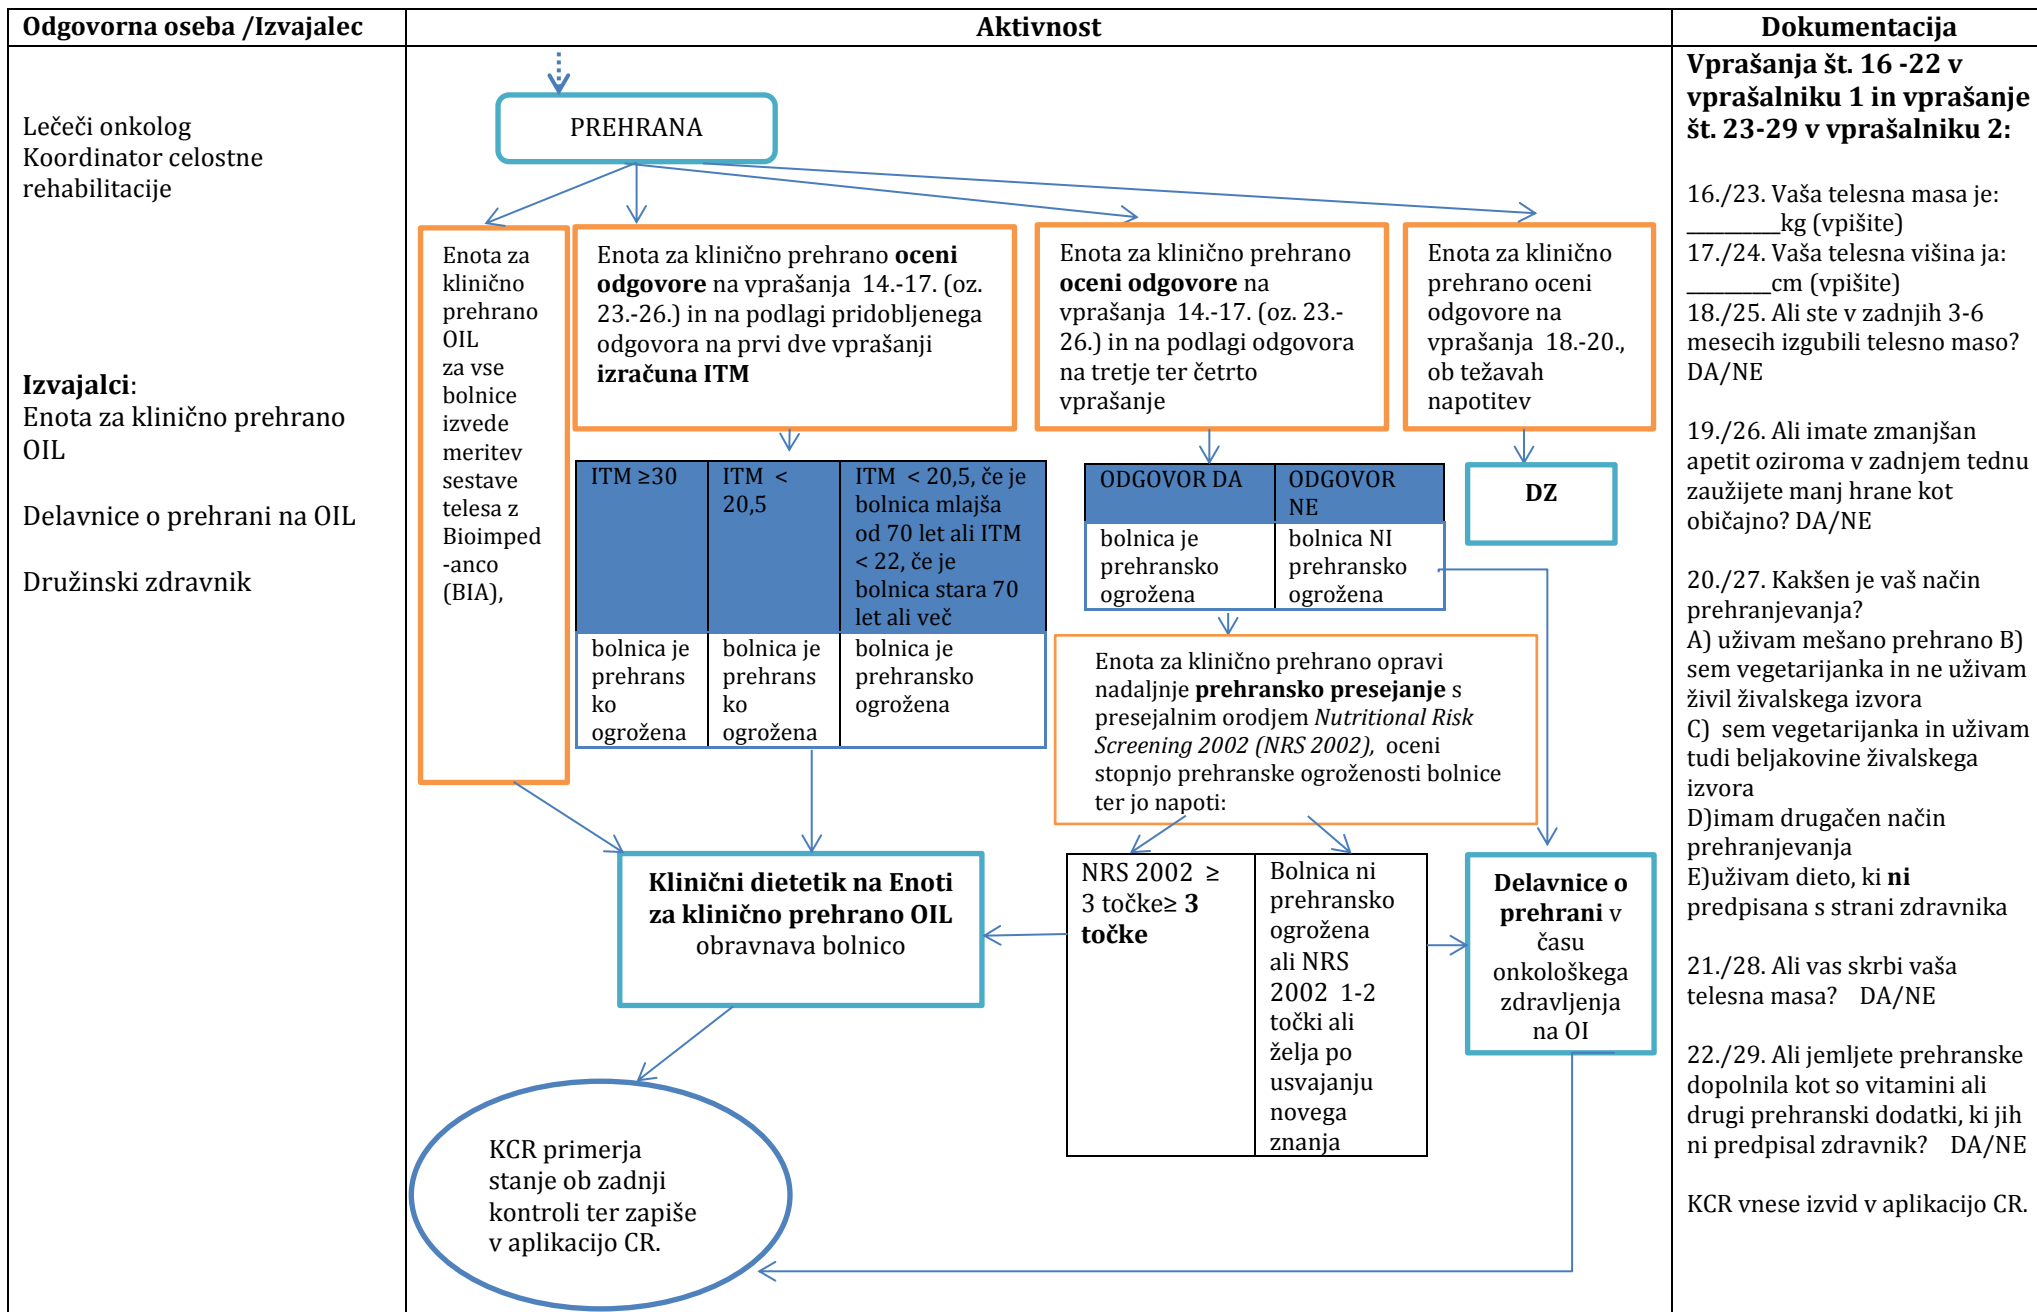 Odgovorna oseba /Izvajalec
Aktivnost
Dokumentacija
Lečeči onkolog
Koordinator celostne
rehabilitacije
Izvajalci:
Enota za klinično prehrano
OIL
Delavnice o prehrani na OIL
Družinski zdravnik
PREHRANA
Enota za
klinično
prehrano
OIL
za vse
bolnice
izvede
meritev
sestave
telesa z
Bioimped
-anco
(BIA),
Enota za klinično prehrano oceni
odgovore na vprašanja 14.-17. (oz.
23.-26.) in na podlagi pridobljenega
odgovora na prvi dve vprašanji
izračuna ITM
Enota za klinično prehrano
oceni odgovore na
vprašanja 14.-17. (oz. 23.-
26.) in na podlagi odgovora
na tretje ter četrto
vprašanje
Enota za klinično
prehrano oceni
odgovore na
vprašanja 18.-20.,
ob težavah
napotitev
ITM ≥30
ITM <
20,5
ITM < 20,5, če je
bolnica mlajša
od 70 let ali ITM
< 22, če je
bolnica stara 70
let ali več
bolnica je
prehrans
ko
ogrožena
bolnica je
prehrans
ko
ogrožena
bolnica je
prehransko
ogrožena
ODGOVOR DA
ODGOVOR
NE
bolnica je
prehransko
ogrožena
bolnica NI
prehransko
ogrožena
DZ
Enota za klinično prehrano opravi
nadaljnje prehransko presejanje s
presejalnim orodjem Nutritional Risk
Screening 2002 (NRS 2002), oceni
stopnjo prehranske ogroženosti bolnice
ter jo napoti:
Klinični dietetik na Enoti
za klinično prehrano OIL
obravnava bolnico
NRS 2002 ≥
3 točke≥ 3
točke
Bolnica ni
prehransko
ogrožena
ali NRS
2002 1-2
točki ali
želja po
usvajanju
novega
znanja
Delavnice o
prehrani v
času
onkološkega
zdravljenja
na OI
KCR primerja
stanje ob zadnji
kontroli ter zapiše
v aplikacijo CR.
Vprašanja št. 16 -22 v
vprašalniku 1 in vprašanje
št. 23-29 v vprašalniku 2:
16./23. Vaša telesna masa je:
__________kg (vpišite)
17./24. Vaša telesna višina ja:
_________cm (vpišite)
18./25. Ali ste v zadnjih 3-6
mesecih izgubili telesno maso?
DA/NE
19./26. Ali imate zmanjšan
apetit oziroma v zadnjem tednu
zaužijete manj hrane kot
običajno? DA/NE
20./27. Kakšen je vaš način
prehranjevanja?
A) uživam mešano prehrano B)
sem vegetarijanka in ne uživam
živil živalskega izvora
C) sem vegetarijanka in uživam
tudi beljakovine živalskega
izvora
D)imam drugačen način
prehranjevanja
E)uživam dieto, ki ni
predpisana s strani zdravnika
21./28. Ali vas skrbi vaša
telesna masa? DA/NE
22./29. Ali jemljete prehranske
dopolnila kot so vitamini ali
drugi prehranski dodatki, ki jih
ni predpisal zdravnik? DA/NE
KCR vnese izvid v aplikacijo CR.